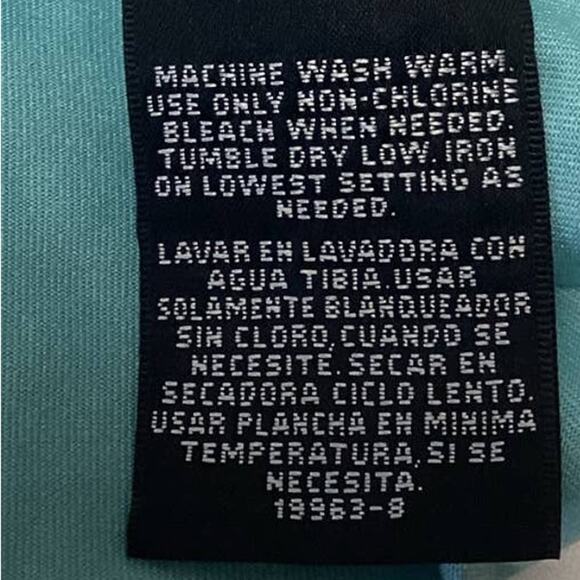 MACHINE WASH WARM.
USE ONLY NON-CHLORINE
BLEACH WHEN NEEDED.
TUMBLE DRY LOW. IRON
ON LOWEST SETTING AS
NEEDED.
LAVAR EN LAVADORA CON
AGUA TIBIA. USAR
SOLAMENTE BLANQUEADOR
SIN CLORO, CUANDO SE
NECESITE. SECAR EN
SECADORA CICLO LENTO.
USAR PLANCHA EN MINIMA
TEMPERATURA, SI SE
NECESITA.
19963-8